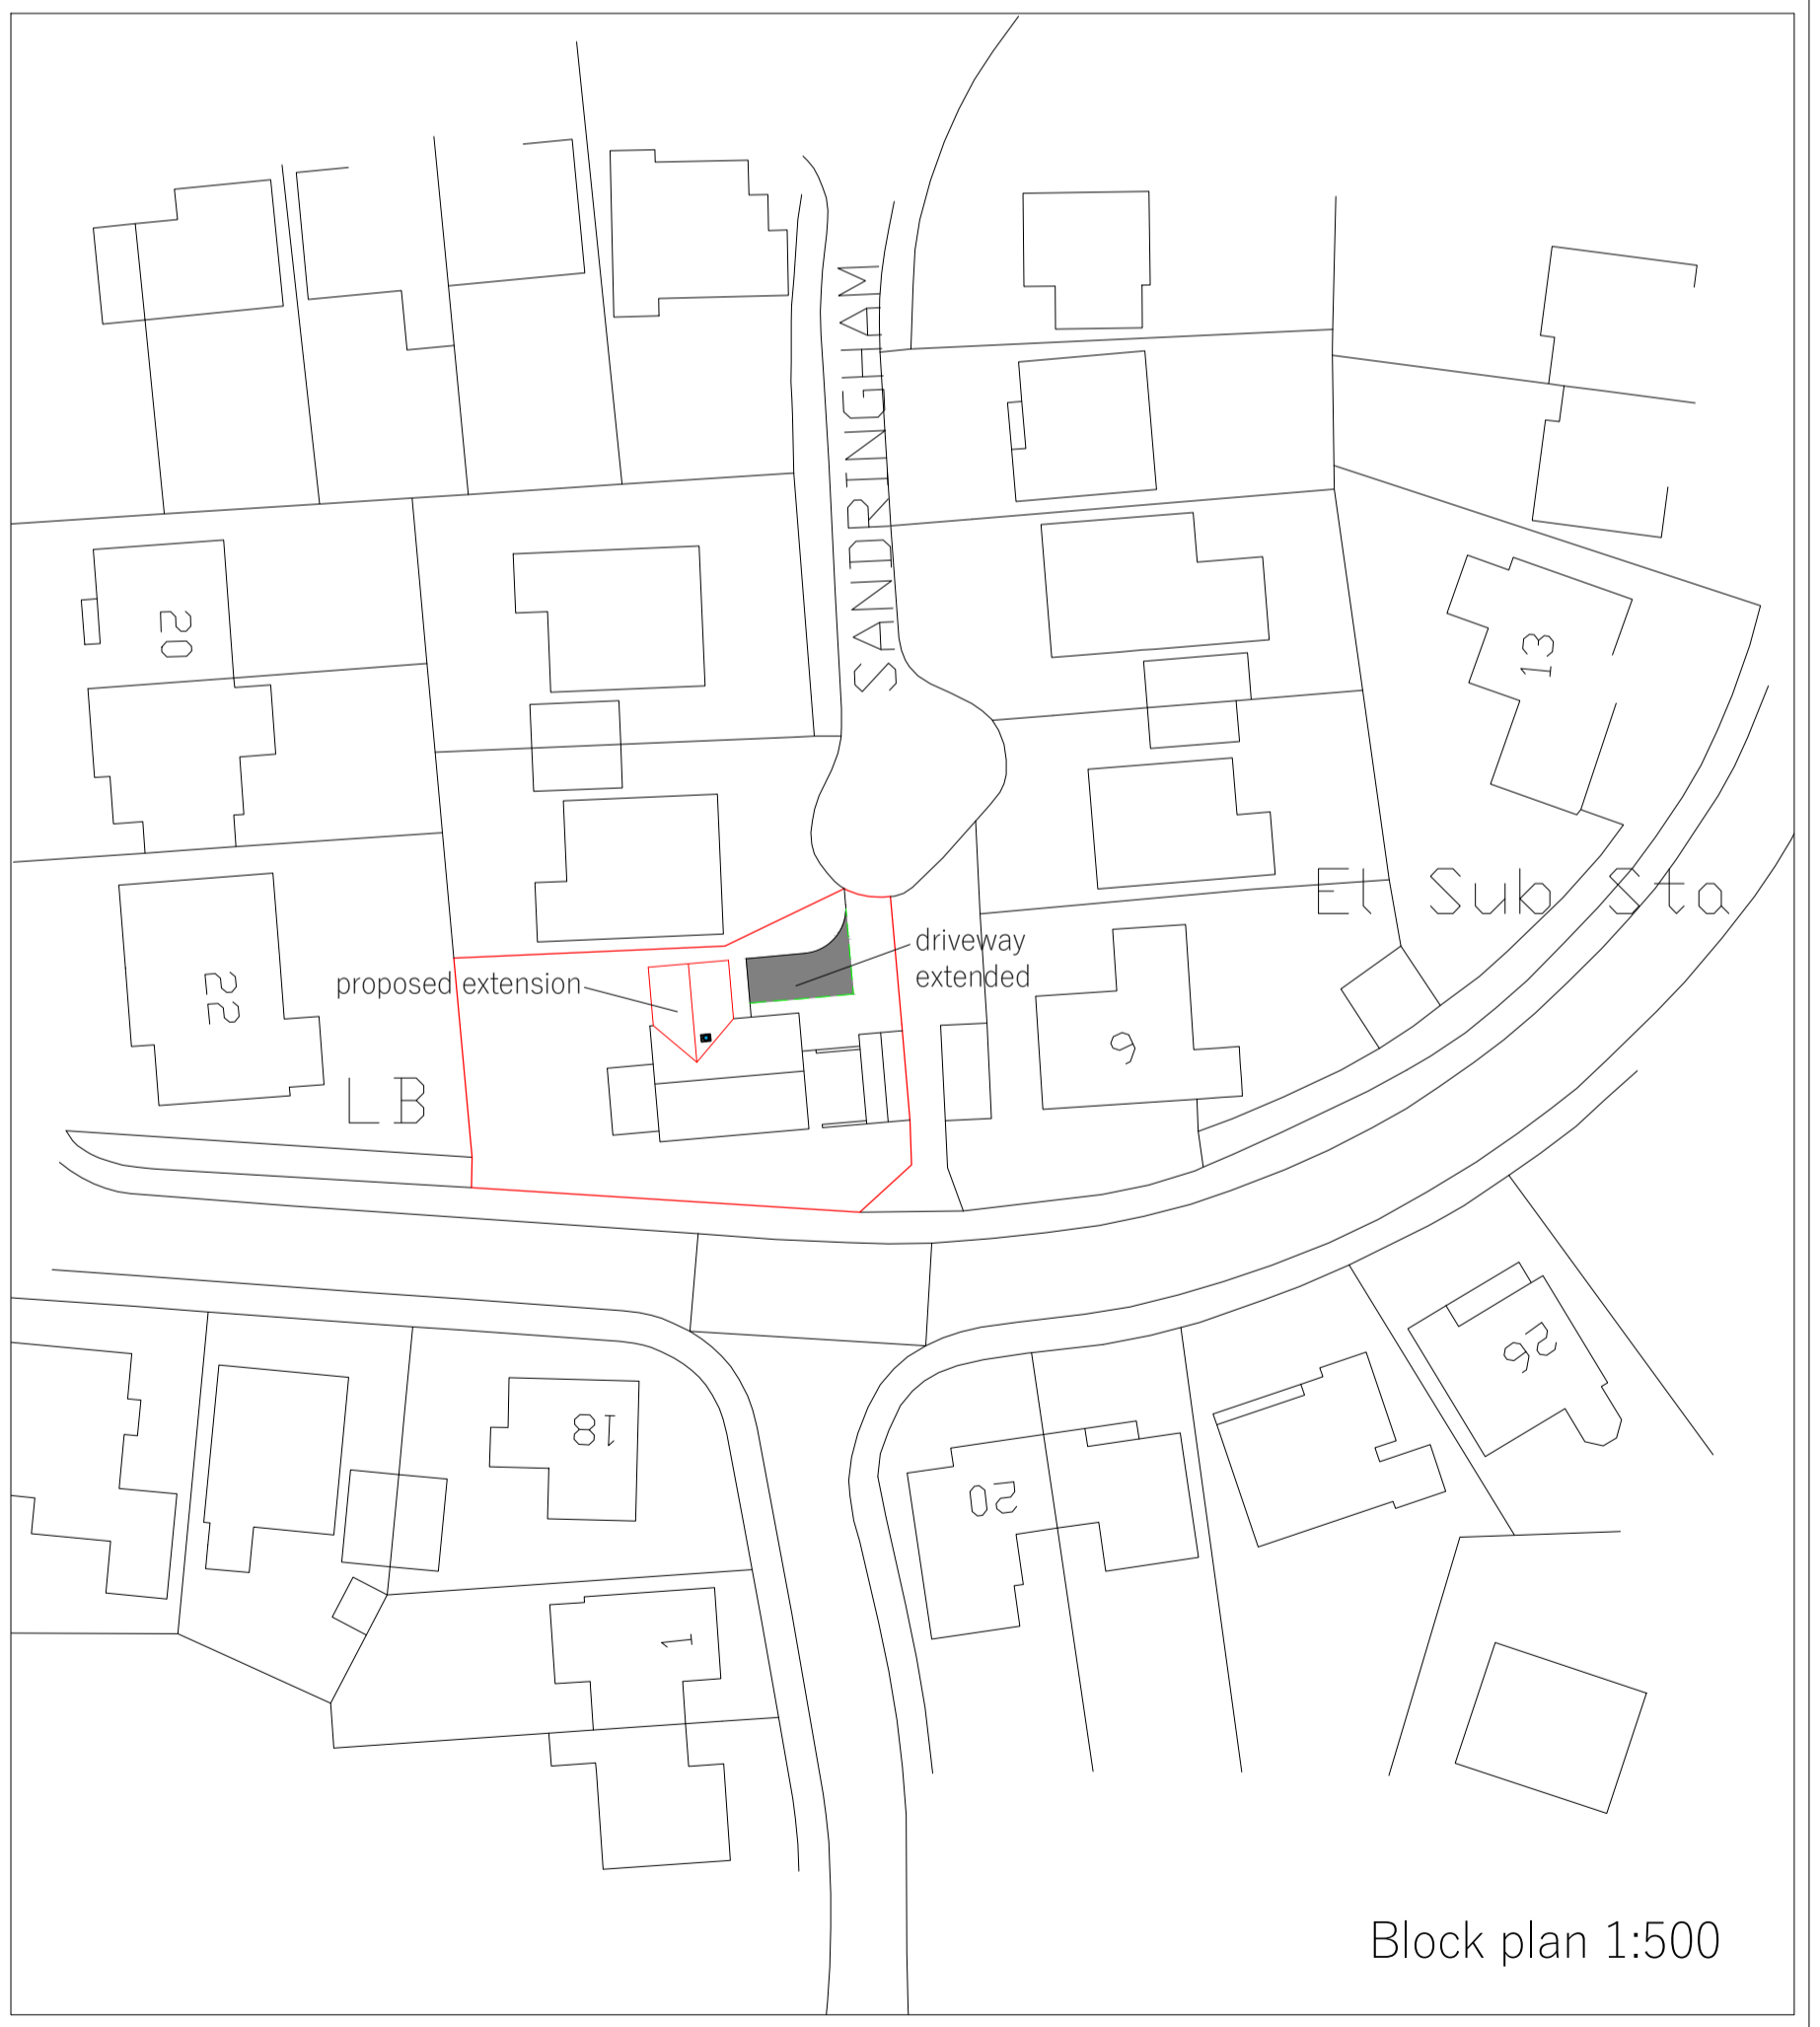 SANDRINGHAM
20
13
El Sub Sta
driveway
extended
proposed extension
22
9
LB
26
18
20
1
Block plan 1:500